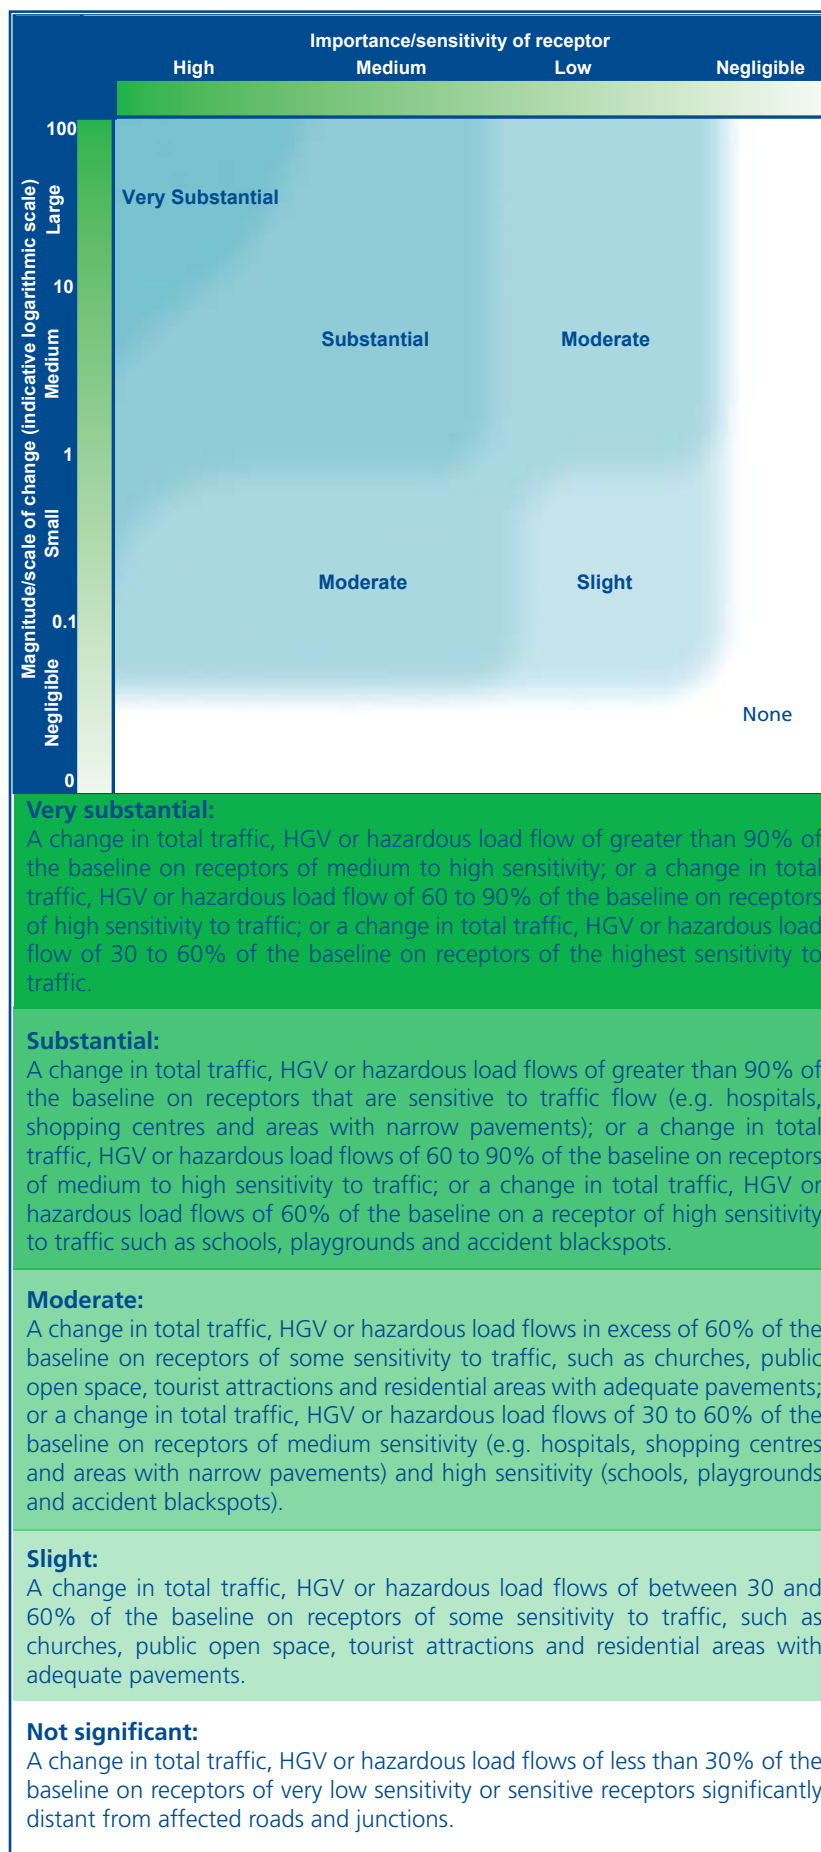 Importance/sensitivity of receptor
High Medium Low Negligible
Magnitude/scale of change (indicative logarithmic scale)
Large
Medium
Small
Negligible
100
10
1
0.1
0
Very Substantial
Substantial Moderate
Moderate Slight
None
Very substantial:
A change in total traffic, HGV or hazardous load flow of greater than 90% of
the baseline on receptors of medium to high sensitivity; or a change in total
traffic, HGV or hazardous load flow of 60 to 90% of the baseline on receptors
of high sensitivity to traffic; or a change in total traffic, HGV or hazardous load
flow of 30 to 60% of the baseline on receptors of the highest sensitivity to
traffic.
Substantial:
A change in total traffic, HGV or hazardous load flows of greater than 90% of
the baseline on receptors that are sensitive to traffic flow (e.g. hospitals,
shopping centres and areas with narrow pavements); or a change in total
traffic, HGV or hazardous load flows of 60 to 90% of the baseline on receptors
of medium to high sensitivity to traffic; or a change in total traffic, HGV or
hazardous load flows of 60% of the baseline on a receptor of high sensitivity
to traffic such as schools, playgrounds and accident blackspots.
Moderate:
A change in total traffic, HGV or hazardous load flows in excess of 60% of the
baseline on receptors of some sensitivity to traffic, such as churches, public
open space, tourist attractions and residential areas with adequate pavements;
or a change in total traffic, HGV or hazardous load flows of 30 to 60% of the
baseline on receptors of medium sensitivity (e.g. hospitals, shopping centres
and areas with narrow pavements) and high sensitivity (schools, playgrounds
and accident blackspots).
Slight:
A change in total traffic, HGV or hazardous load flows of between 30 and
60% of the baseline on receptors of some sensitivity to traffic, such as
churches, public open space, tourist attractions and residential areas with
adequate pavements.
Not significant:
A change in total traffic, HGV or hazardous load flows of less than 30% of the
baseline on receptors of very low sensitivity or sensitive receptors significantly
distant from affected roads and junctions.